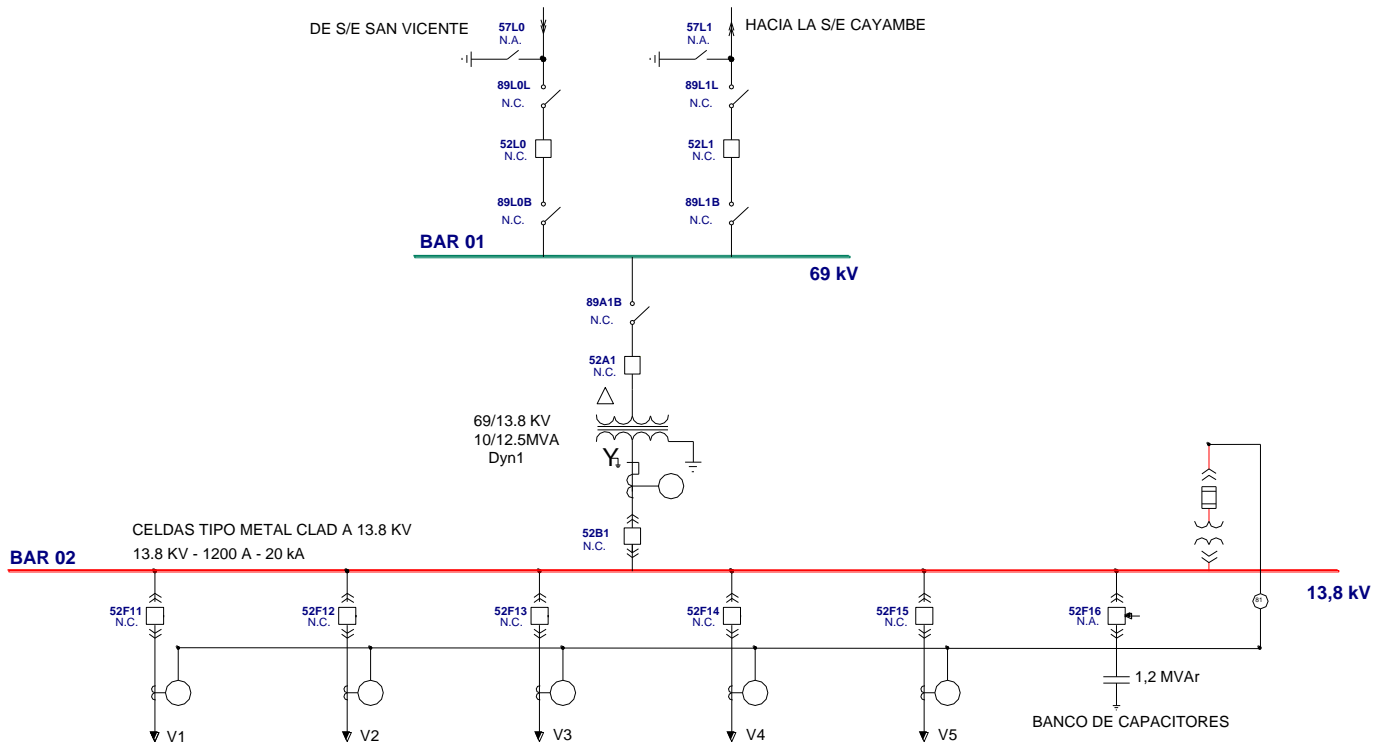 DE S/E SAN VICENTE
57L0
N.A.
57L1
N.A.
HACIA LA S/E CAYAMBE
89L0L
N.C.
89L1L
N.C.
52L0
N.C.
52L1
N.C.
89L0B
N.C.
89L1B
N.C.
BAR 01
69 kV
89A1B
N.C.
52A1
N.C.
69/13.8 KV
10/12.5MVA
Dyn1
Y
CELDAS TIPO METAL CLAD A 13.8 KV
13.8 KV - 1200 A - 20 kA
52B1
N.C.
BAR 02
13,8 kV
52F11
N.C.
52F12
N.C.
52F13
N.C.
52F14
N.C.
52F15
N.C.
52F16
N.A.
81
1,2 MVAr
BANCO DE CAPACITORES
V1
V2
V3
V4
V5